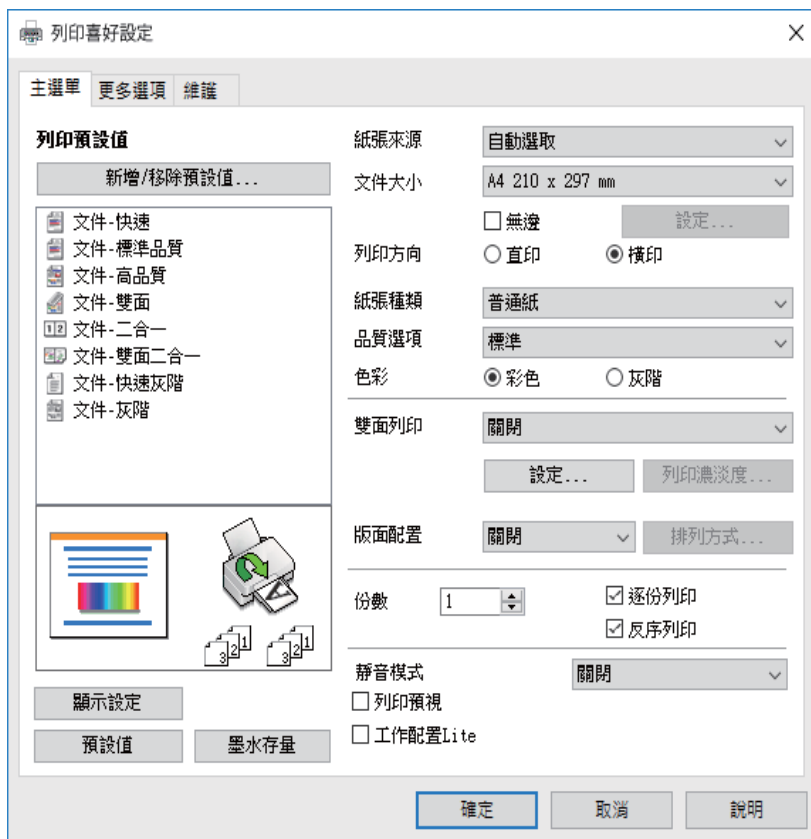 列印喜好設定
主選單 更多選項 維護
列印預設值
新增/移除預設值...
文件-快速
文件-標準品質
文件-高品質
文件-雙面
文件-二合一
文件-雙面二合一
文件-快速灰階
文件-灰階
顯示設定
預設值 墨水存量
紙張來源 自動選取
文件大小 A4 210 x 297 mm
無邊 設定...
列印方向 直印 橫印
紙張種類 普通紙
品質選項 標準
色彩 彩色 灰階
雙面列印 關閉
設定... 列印濃淡度...
版面配置 關閉 排列方式...
份數 1 逐份列印
反序列印
靜音模式 關閉
列印預視
工作配置Lite
確定 取消 說明